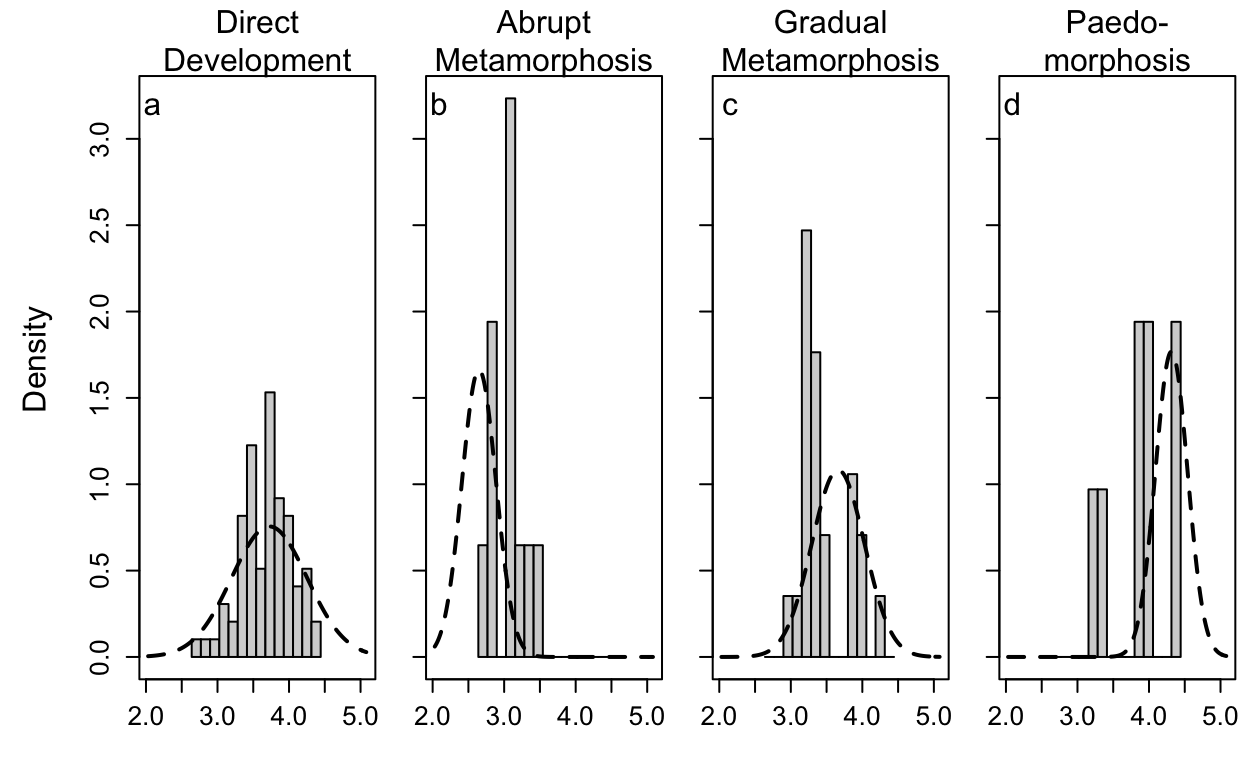 Direct
Development
Abrupt
Metamorphosis
Gradual
Metamorphosis
Paedo-
morphosis
a
b
c
d
Density
3.0
2.5
2.0
1.5
1.0
0.5
0.0
2.0 3.0 4.0 5.0
2.0 3.0 4.0 5.0
2.0 3.0 4.0 5.0
2.0 3.0 4.0 5.0